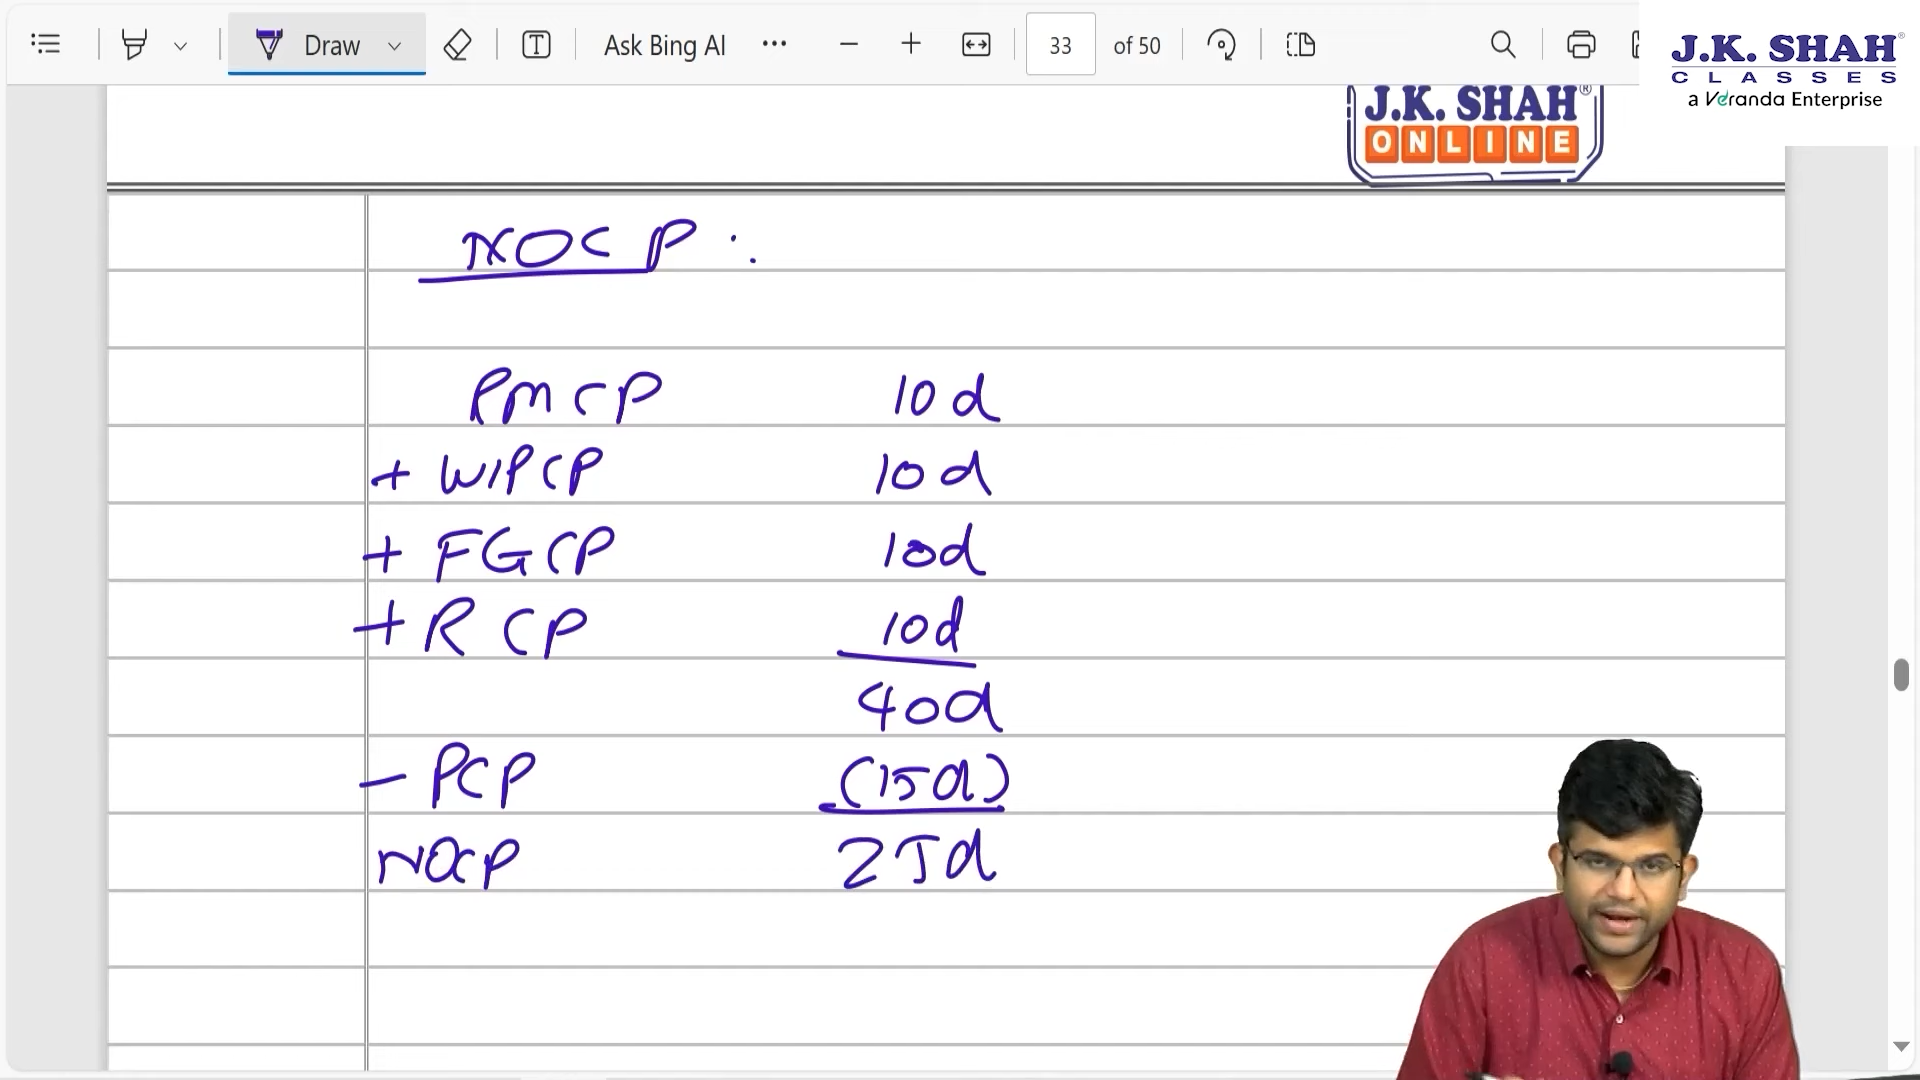 Draw
Ask Bing AI
33 of 50
J.K. SHAH®
CLASSES
a Veranda Enterprise
J.K. SHAH®
ONLINE
NOCP :
RMCP 10d
+ WIPCP 10d
+ FGCP 10d
+ RCP 10d
40d
- PCP (15d)
NOCP 25d